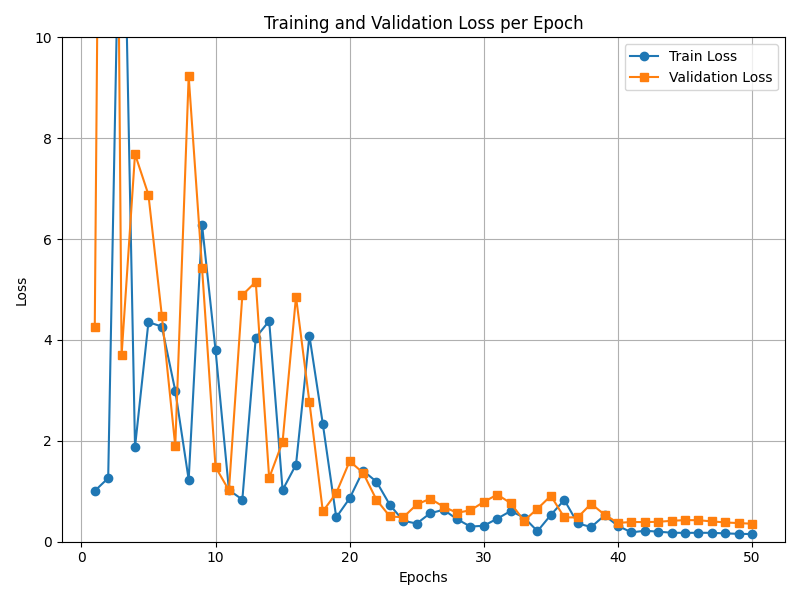 Training and Validation Loss per Epoch
Train Loss
Validation Loss
Loss
10
8
6
4
2
0
0 10 20 30 40 50
Epochs